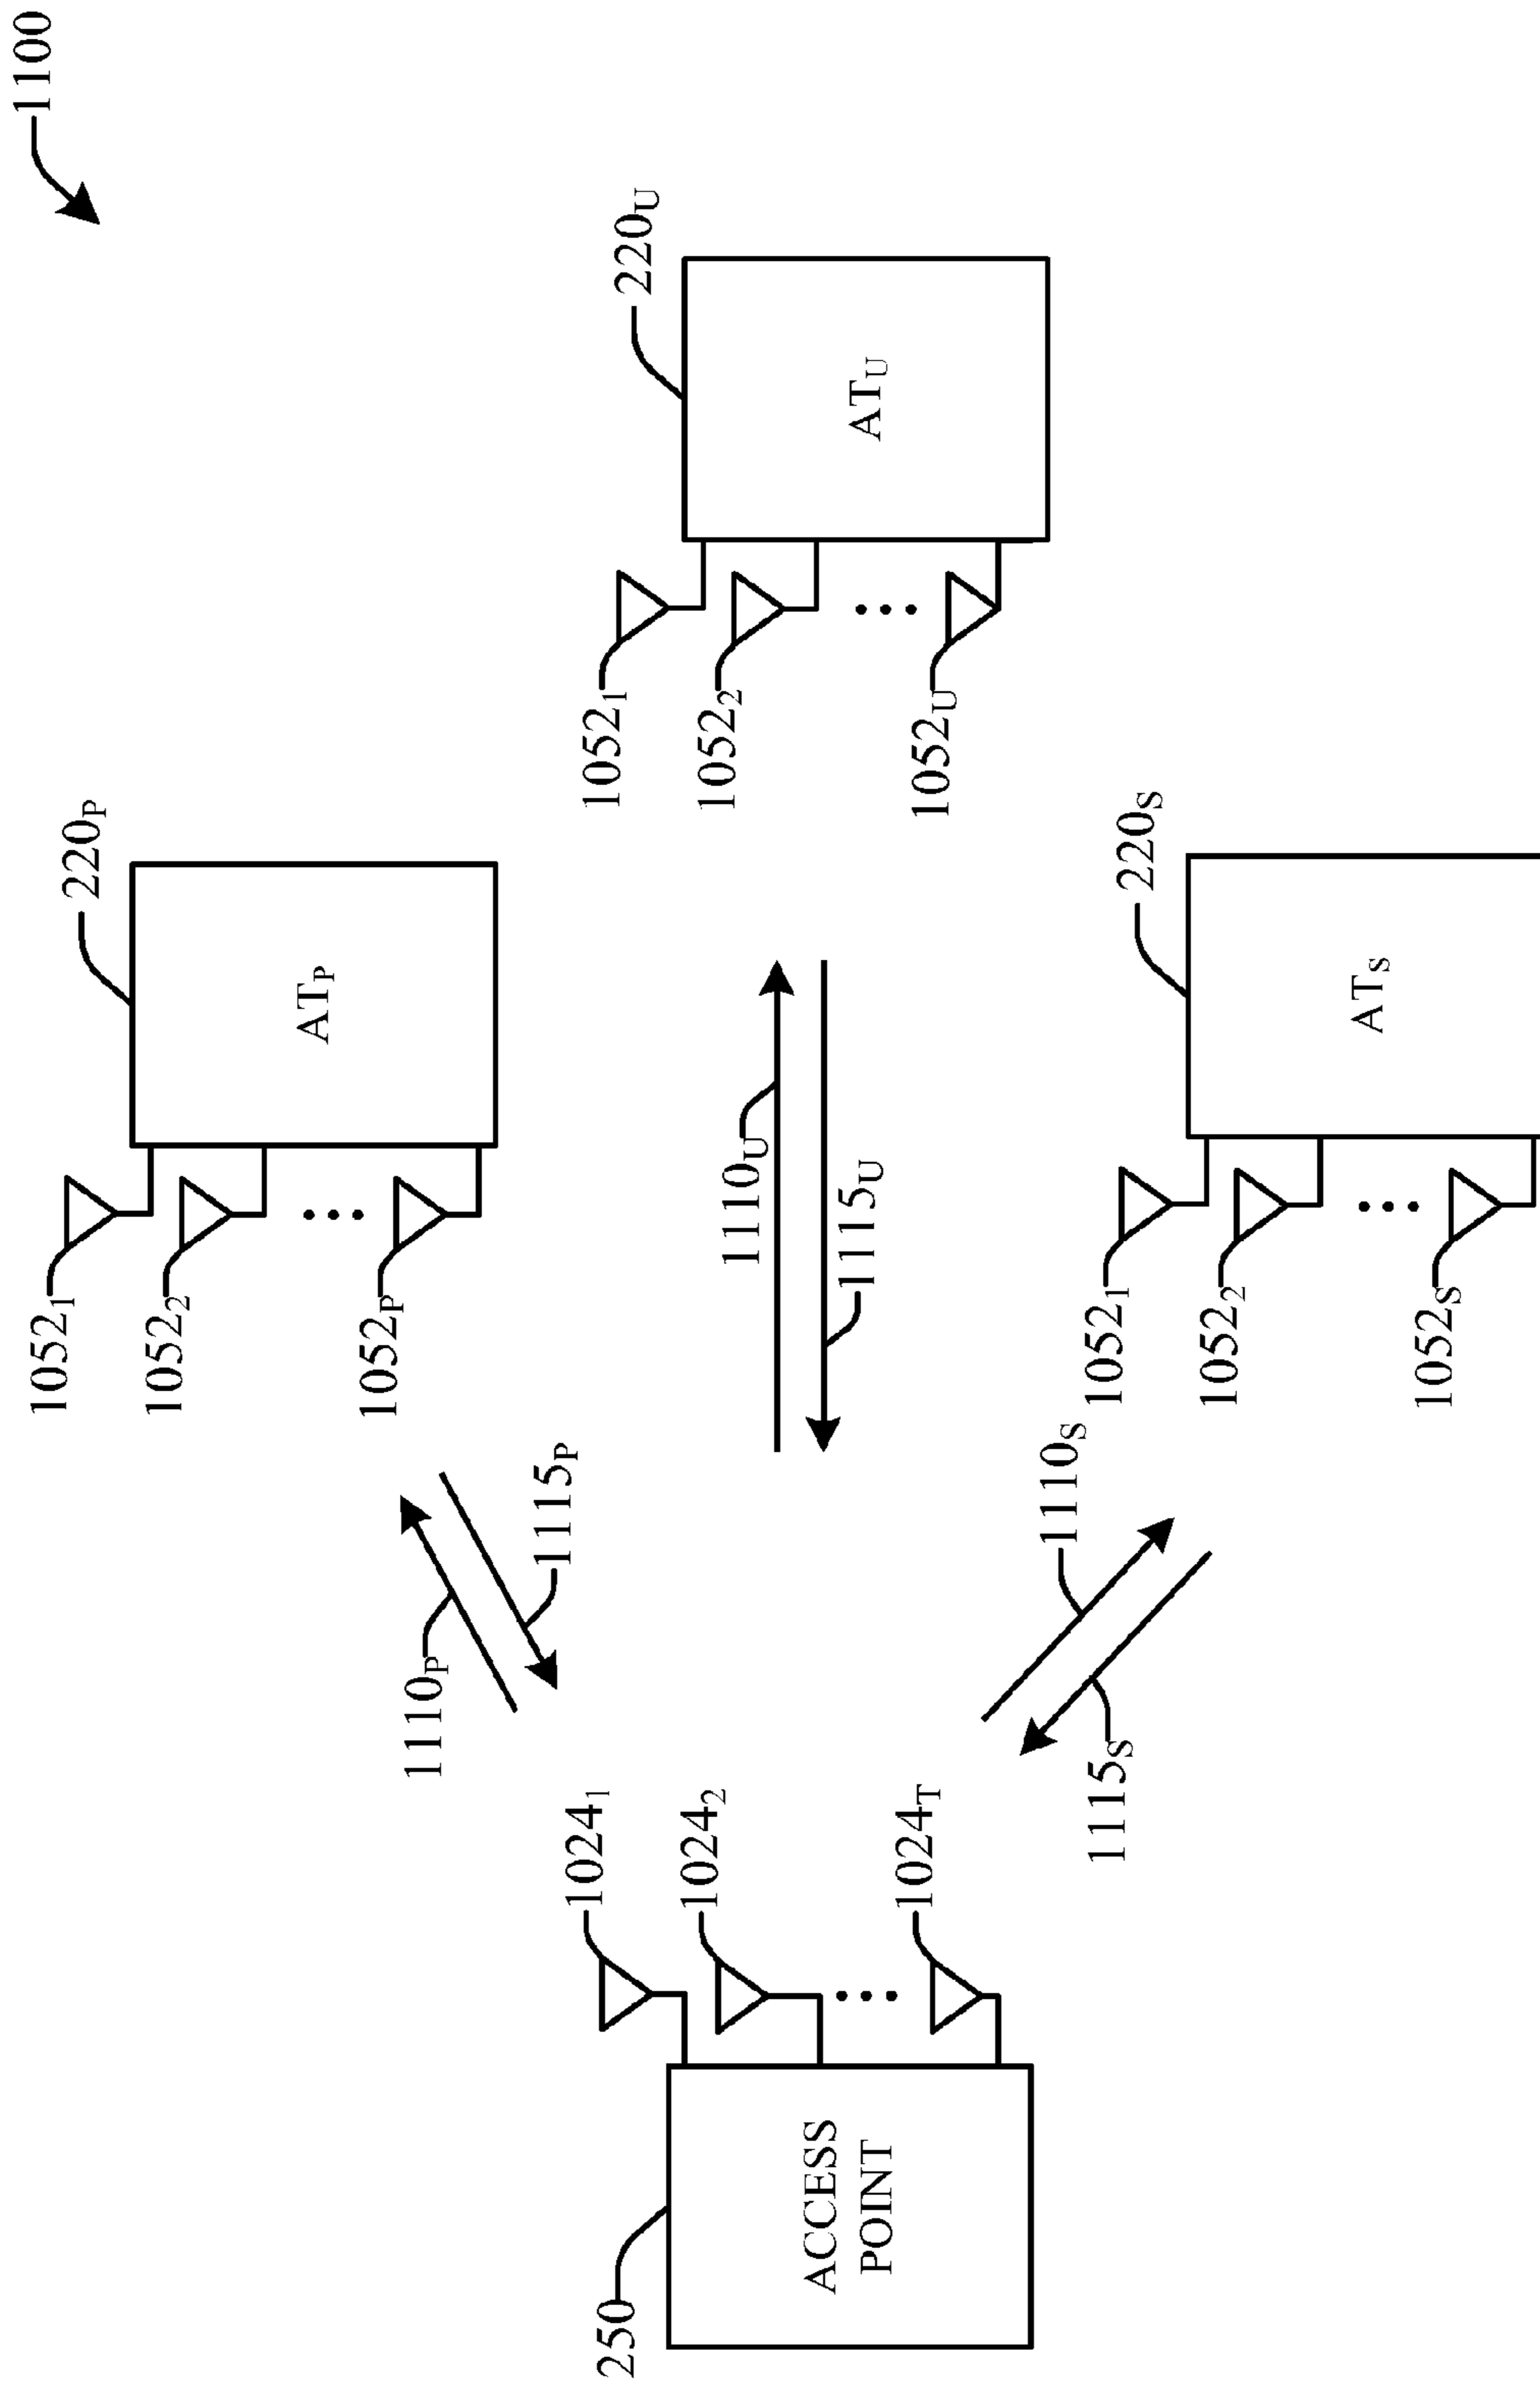 1100
220P
1052₁
1052₂
1052P
ATP
1110P
1115P
220U
1052₁
1052₂
1052U
ATU
1110U
1115U
250
ACCESS
POINT
1024₁
1024₂
1024T
1110S
1115S
220S
1052₁
1052₂
1052S
ATS